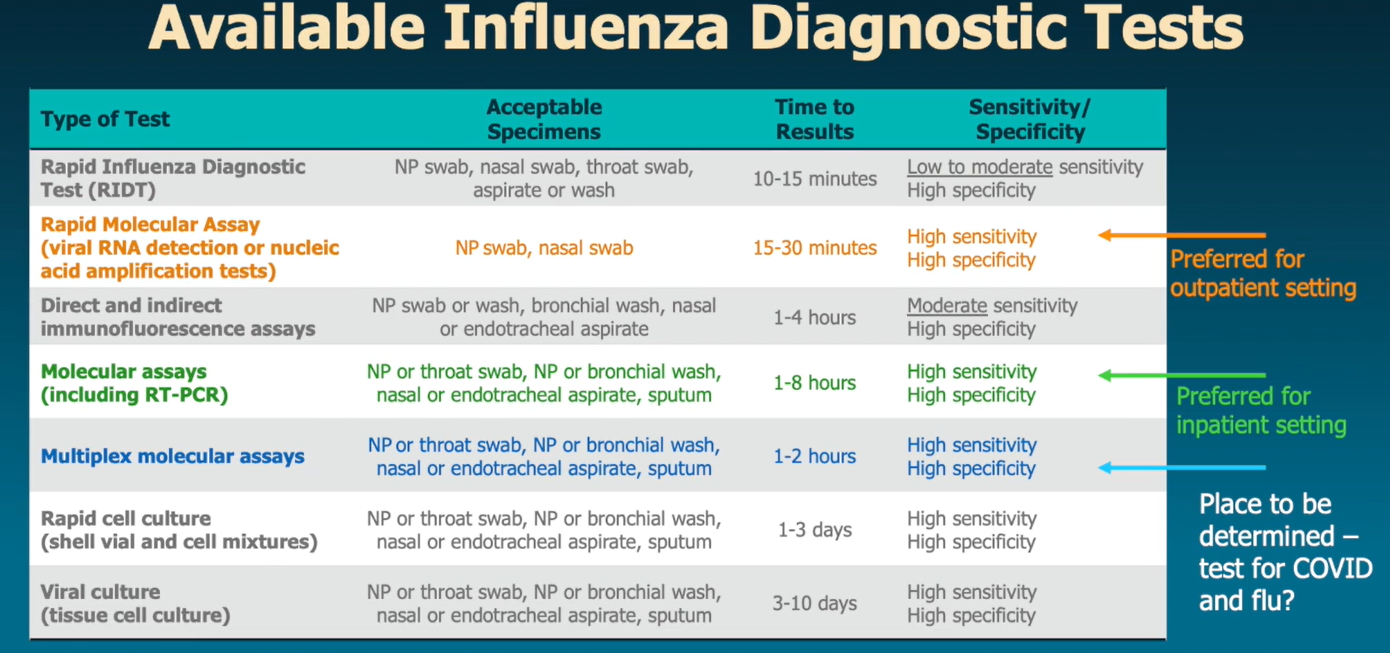 Available Influenza Diagnostic Tests
Type of Test
Acceptable
Specimens
Time to
Results
Sensitivity/
Specificity
Rapid Influenza Diagnostic
Test (RIDT)
NP swab, nasal swab, throat swab,
aspirate or wash
10-15 minutes
Low to moderate sensitivity
High specificity
Rapid Molecular Assay
(viral RNA detection or nucleic
acid amplification tests)
NP swab, nasal swab
15-30 minutes
High sensitivity
High specificity
Preferred for
outpatient setting
Direct and indirect
immunofluorescence assays
NP swab or wash, bronchial wash, nasal
or endotracheal aspirate
1-4 hours
Moderate sensitivity
High specificity
Molecular assays
(including RT-PCR)
NP or throat swab, NP or bronchial wash,
nasal or endotracheal aspirate, sputum
1-8 hours
High sensitivity
High specificity
Preferred for
inpatient setting
Multiplex molecular assays
NP or throat swab, NP or bronchial wash,
nasal or endotracheal aspirate, sputum
1-2 hours
High sensitivity
High specificity
Place to be
determined –
test for COVID
and flu?
Rapid cell culture
(shell vial and cell mixtures)
NP or throat swab, NP or bronchial wash,
nasal or endotracheal aspirate, sputum
1-3 days
High sensitivity
High specificity
Viral culture
(tissue cell culture)
NP or throat swab, NP or bronchial wash,
nasal or endotracheal aspirate, sputum
3-10 days
High sensitivity
High specificity